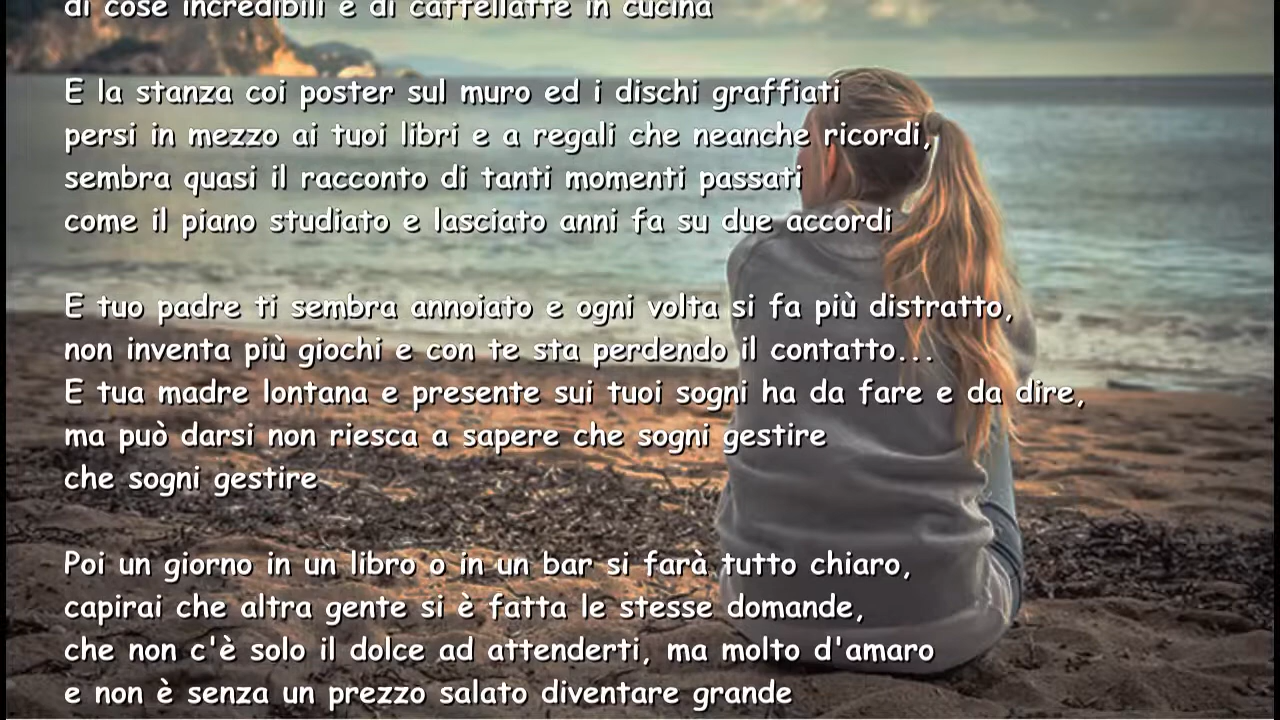 di cose incredibili e di caffellatte in cucina
E la stanza coi poster sul muro ed i dischi graffiati
persi in mezzo ai tuoi libri e a regali che neanche ricordi,
sembra quasi il racconto di tanti momenti passati
come il piano studiato e lasciato anni fa su due accordi
E tuo padre ti sembra annoiato e ogni volta si fa più distratto,
non inventa più giochi e con te sta perdendo il contatto...
E tua madre lontana e presente sui tuoi sogni ha da fare e da dire,
ma può darsi non riesca a sapere che sogni gestire
che sogni gestire
Poi un giorno in un libro o in un bar si farà tutto chiaro,
capirai che altra gente si è fatta le stesse domande,
che non c'è solo il dolce ad attenderti, ma molto d'amaro
e non è senza un prezzo salato diventare grande